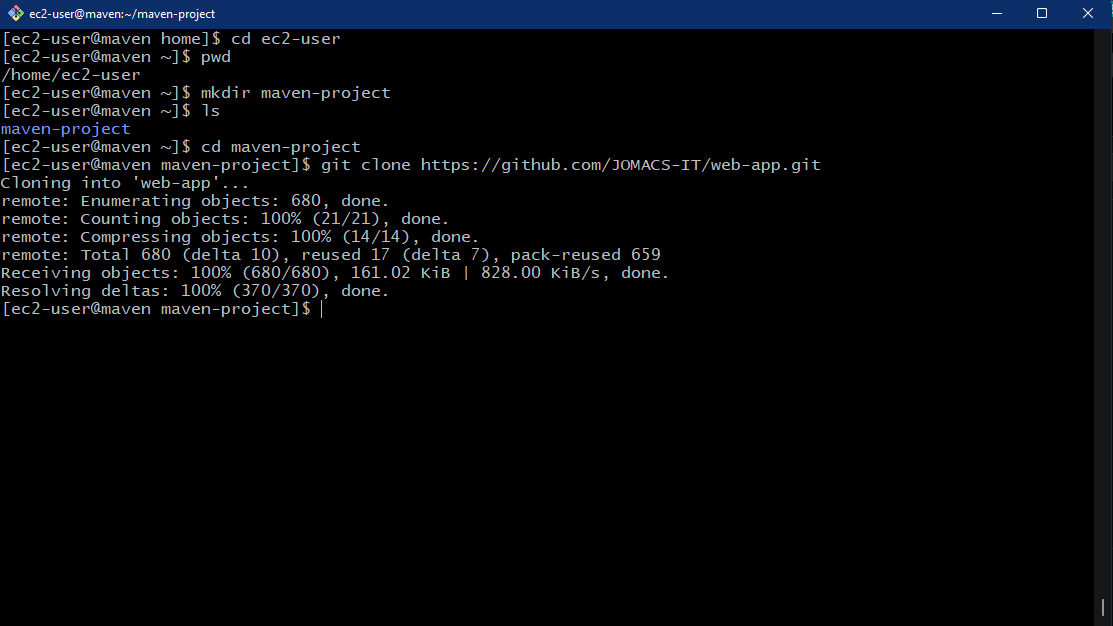 ec2-user@maven:~/maven-project
[ec2-user@maven home]$ cd ec2-user
[ec2-user@maven ~]$ pwd
/home/ec2-user
[ec2-user@maven ~]$ mkdir maven-project
[ec2-user@maven ~]$ ls
maven-project
[ec2-user@maven ~]$ cd maven-project
[ec2-user@maven maven-project]$ git clone https://github.com/JOMACS-IT/web-app.git
Cloning into 'web-app'...
remote: Enumerating objects: 680, done.
remote: Counting objects: 100% (21/21), done.
remote: Compressing objects: 100% (14/14), done.
remote: Total 680 (delta 10), reused 17 (delta 7), pack-reused 659
Receiving objects: 100% (680/680), 161.02 KiB | 828.00 KiB/s, done.
Resolving deltas: 100% (370/370), done.
[ec2-user@maven maven-project]$